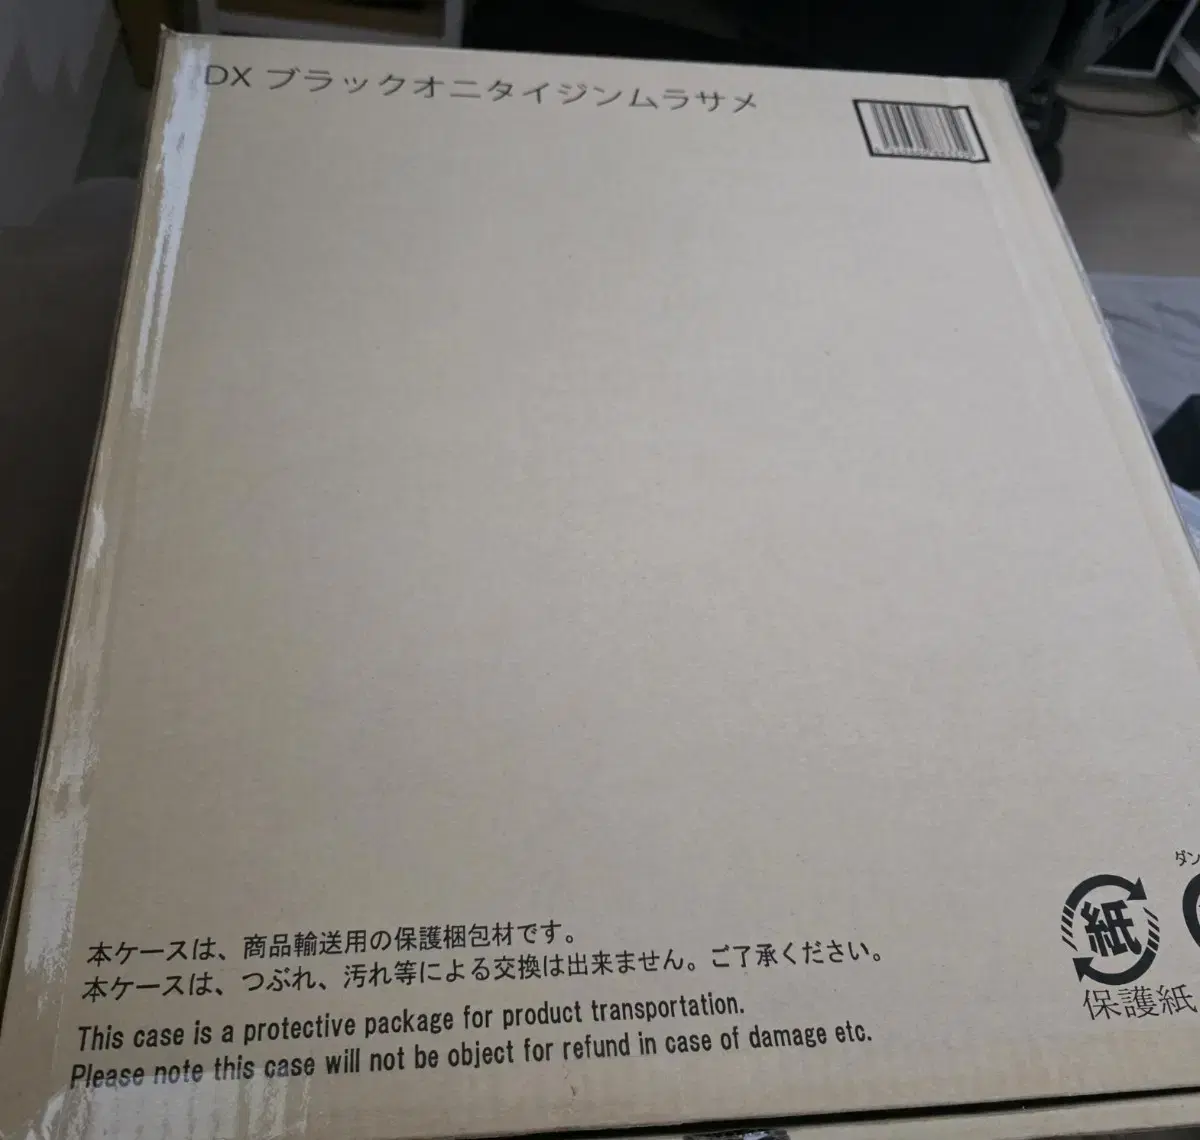 DX ブラックオニタイジンムラサメ
本ケースは、商品輸送用の保護梱包材です。
本ケースは、つぶれ、汚れ等による交換は出来ません。ご了承ください。
This case is a protective package for product transportation.
Please note this case will not be object for refund in case of damage etc.
紙
保護紙
ダン